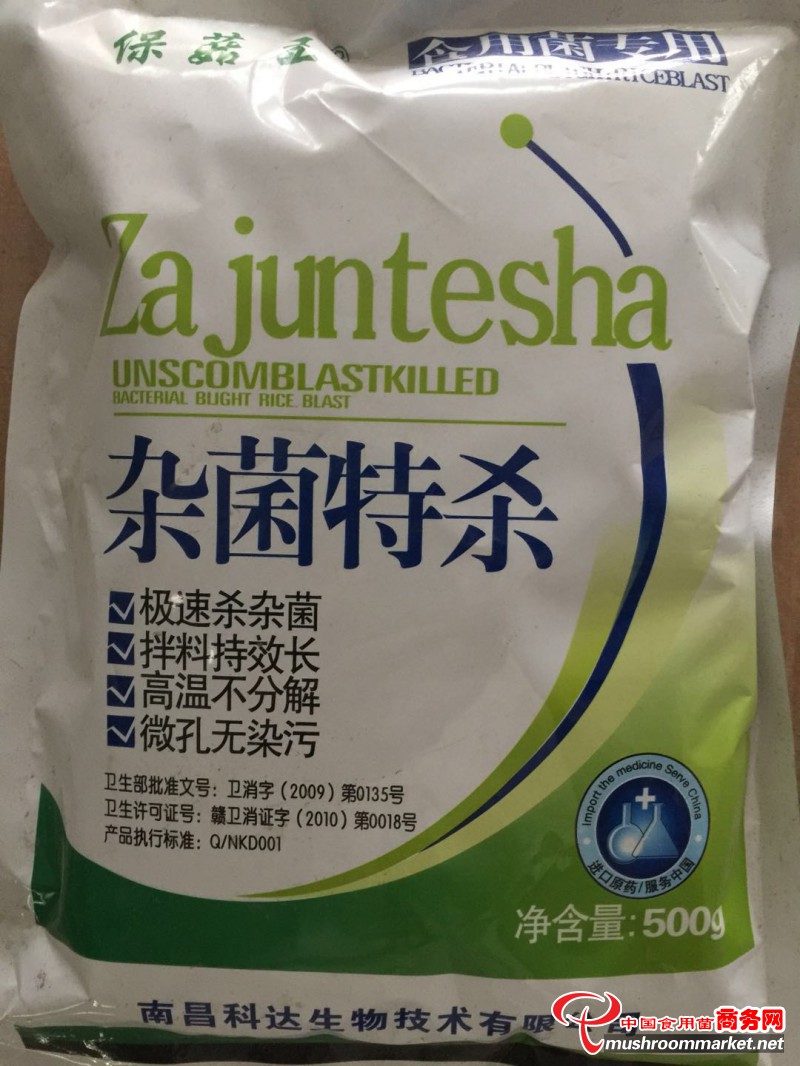 保菇王®
食用菌专用
Zajuntesha
UNSCOMBLASTKILLED
BACTERIAL BLIGHT RICE BLAST
杂菌特杀
极速杀杂菌
拌料持效长
高温不分解
微孔无染污
卫生部批准文号：卫消字（2009）第0135号
卫生许可证号：赣卫消证字（2010）第0018号
产品执行标准：Q/NKD001
Import the medicine Serve China
进口原药/服务中国
净含量：500g
南昌科达生物技术有限公司
中国食用菌商务网
mushroommarket.net